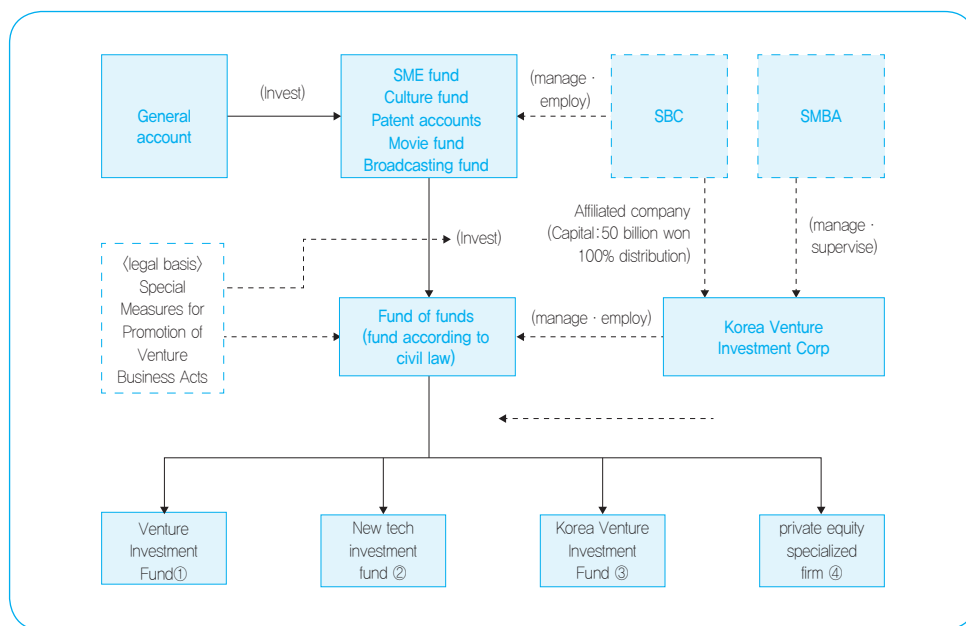 General
account
(Invest)
SME fund
Culture fund
Patent accounts
Movie fund
Broadcasting fund
(manage ·
employ)
SBC
SMBA
Affiliated company
(Capital:50 billion won
100% distribution)
(manage ·
supervise)
(Invest)
〈legal basis〉
Special
Measures for
Promotion of
Venture
Business Acts
Fund of funds
(fund according to
civil law)
(manage · employ)
Korea Venture
Investment Corp
Venture
Investment
Fund①
New tech
investment
fund ②
Korea Venture
Investment
Fund ③
private equity
specialized
firm ④